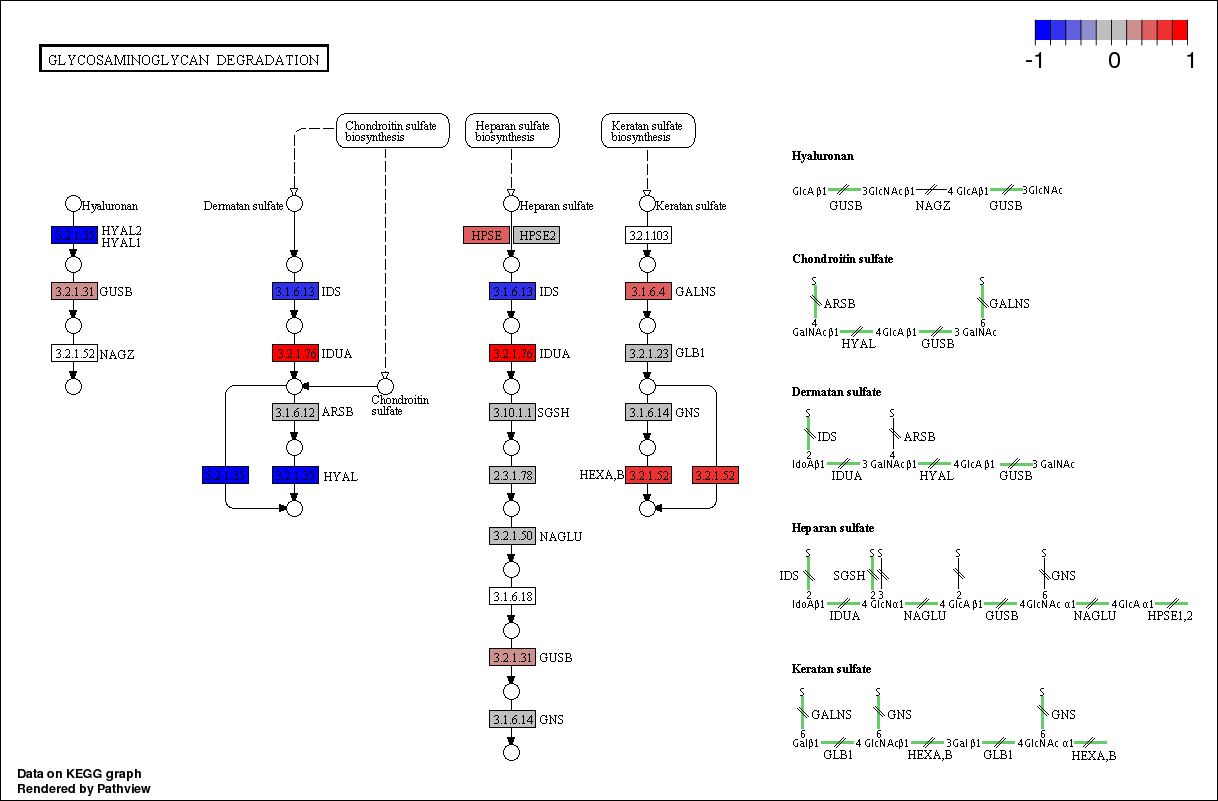 GLYCOSAMINOGLYCAN DEGRADATION
-1 0 1
Chondroitin sulfate
biosynthesis
Heparan sulfate
biosynthesis
Keratan sulfate
biosynthesis
Hyaluronan
Dermatan sulfate
Heparan sulfate
Keratan sulfate
3.2.1.35
HYAL2
HYAL1
HPSE
HPSE2
3.2.1.103
3.2.1.31
GUSB
3.1.6.13
IDS
3.1.6.13
IDS
3.1.6.4
GALNS
3.2.1.52
NAGZ
3.2.1.76
IDUA
3.2.1.76
IDUA
3.2.1.23
GLB1
Chondroitin
sulfate
3.1.6.12
ARSB
3.10.1.1
SGSH
3.1.6.14
GNS
3.2.1.35
3.2.1.35
HYAL
2.3.1.78
HEXA,B
3.2.1.52
3.2.1.52
3.2.1.50
NAGLU
3.1.6.18
3.2.1.31
GUSB
3.1.6.14
GNS
Hyaluronan
GlcA β1 3GlcNAcβ1 4 GlcAβ1 3GlcNAc
GUSB NAGZ GUSB
Chondroitin sulfate
S S
ARSB GALNS
4 6
GalNAc β1 4GlcA β1 3 GalNAc
HYAL GUSB
Dermatan sulfate
S S
IDS ARSB
2 4
IdoAβ1 3 GalNAcβ1 4GlcA β1 3 GalNAc
IDUA HYAL GUSB
Heparan sulfate
S S S S S
IDS SGSH GNS
2 2 3 2 6
IdoAβ1 4 GlcNα1 4 GlcA β1 4GlcNAc α1 4GlcA α1
IDUA NAGLU GUSB NAGLU HPSE1,2
Keratan sulfate
S S S
GALNS GNS GNS
6 6 6
Galβ1 4 GlcNAcβ1 3Gal β1 4GlcNAc α1
GLB1 HEXA,B GLB1 HEXA,B
Data on KEGG graph
Rendered by Pathview